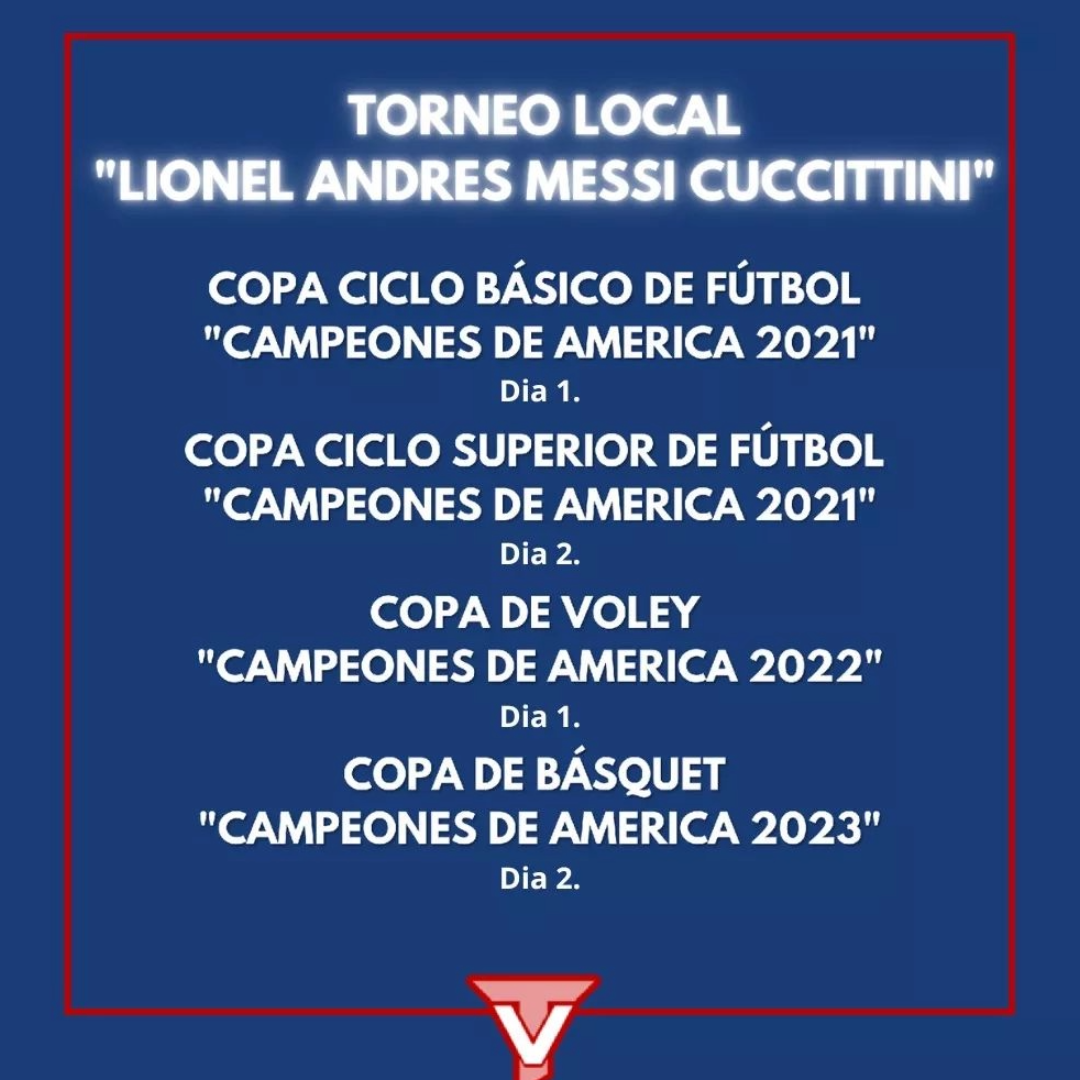 TORNEO LOCAL
"LIONEL ANDRES MESSI CUCCITTINI"
COPA CICLO BÁSICO DE FÚTBOL
"CAMPEONES DE AMERICA 2021"
Dia 1.
COPA CICLO SUPERIOR DE FÚTBOL
"CAMPEONES DE AMERICA 2021"
Dia 2.
COPA DE VOLEY
"CAMPEONES DE AMERICA 2022"
Dia 1.
COPA DE BÁSQUET
"CAMPEONES DE AMERICA 2023"
Dia 2.
TV